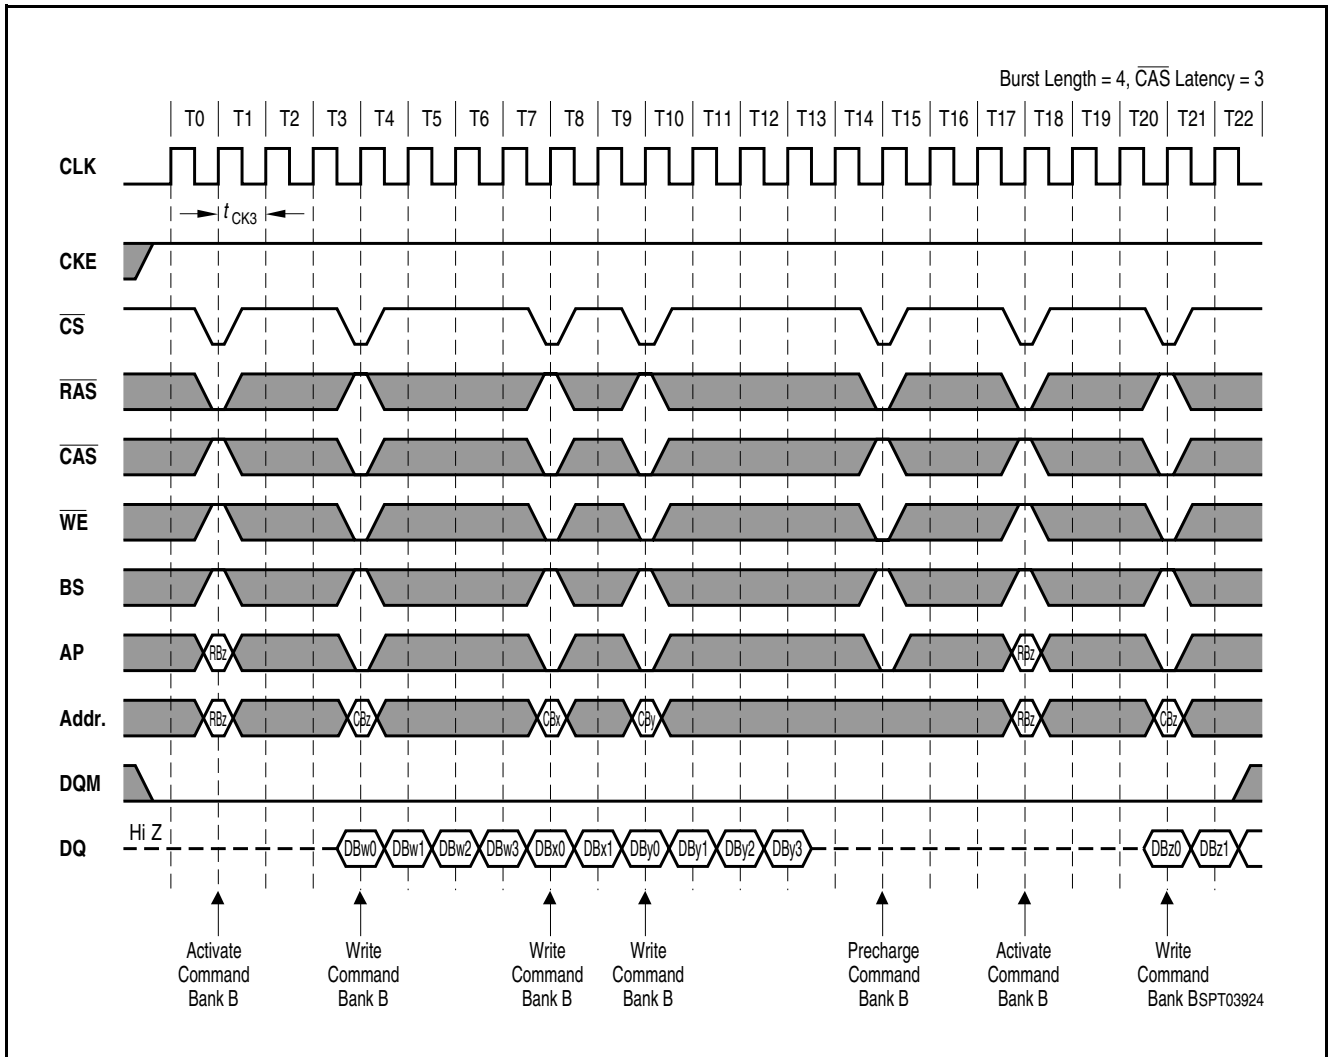 Burst Length = 4, CAS Latency = 3
T0 T1 T2 T3 T4 T5 T6 T7 T8 T9 T10 T11 T12 T13 T14 T15 T16 T17 T18 T19 T20 T21 T22
CLK
t CK3
CKE
CS
RAS
CAS
WE
BS
AP RBz RBz
Addr. RBz CBz CBx CBy RBz CBz
DQM
Hi Z
DQ DBw0 DBw1 DBw2 DBw3 DBx0 DBx1 DBy0 DBy1 DBy2 DBy3 DBz0 DBz1
Activate Write Write Write Precharge Activate Write
Command Command Command Command Command Command Command
Bank B Bank B Bank B Bank B Bank B Bank B Bank B SPT03924